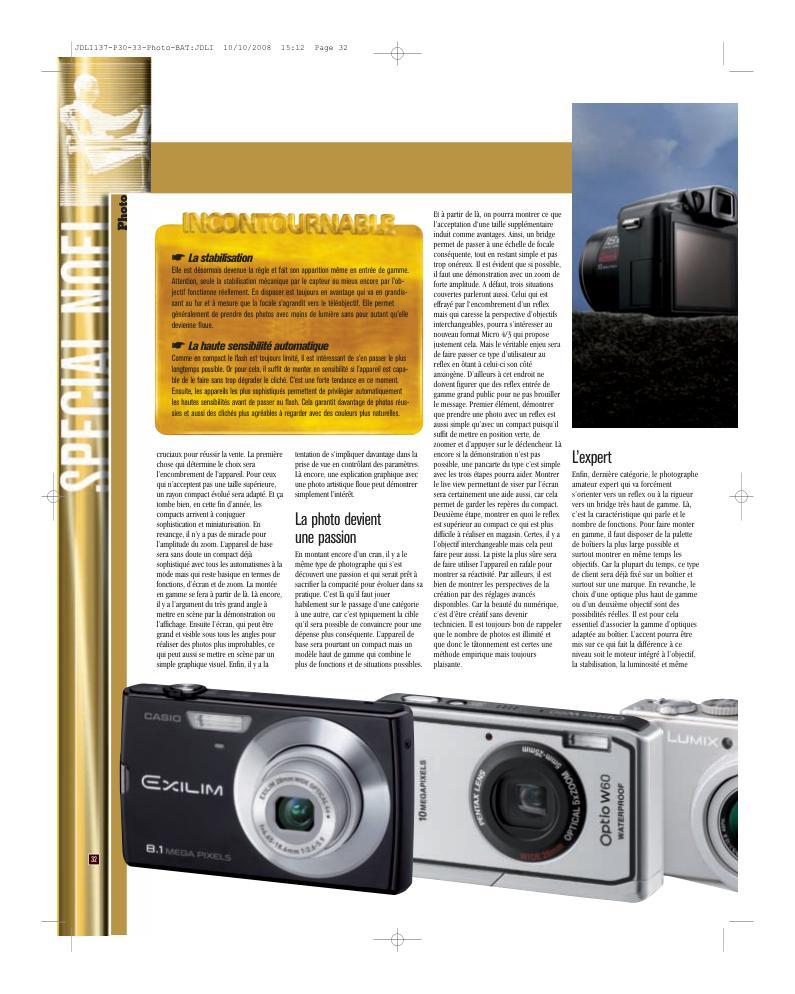 JDLI137-P30-33-Photo-BAT:JDLI 10/10/2008 15:12 Page 32
SPECIAL NOEL
Photo
INCONTOURNABLE
La stabilisation
Elle est désormais devenue la règle et fait son apparition même en entrée de gamme.
Attention, seule la stabilisation mécanique par le capteur ou mieux encore par l'ob-
jectif fonctionne réellement. En disposer est toujours en avantage qui va en grandis-
sant au fur et à mesure que la focale s'agrandit vers le téléobjectif. Elle permet
généralement de prendre des photos avec moins de lumière sans pour autant qu'elle
devienne floue.
La haute sensibilité automatique
Comme en compact le flash est toujours limité, il est intéressant de s'en passer le plus
longtemps possible. Or pour cela, il suffit de monter en sensibilité si l'appareil est capa-
ble de le faire sans trop dégrader le cliché. C'est une forte tendance en ce moment.
Ensuite, les appareils les plus sophistiqués permettent de privilégier automatiquement
les hautes sensibilités avant de passer au flash. Cela garantit davantage de photos réus-
sies et aussi des clichés plus agréables à regarder avec des couleurs plus naturelles.
cruciaux pour réussir la vente. La première
chose qui détermine le choix sera
l'encombrement de l'appareil. Pour ceux
qui n'acceptent pas une taille supérieure,
un rayon compact évolué sera adapté. Et ça
tombe bien, en cette fin d'année, les
compacts arrivent à conjuguer
sophistication et miniaturisation. En
revancge, il n'y a pas de miracle pour
l'amplitude du zoom. L'appareil de base
sera sans doute un compact déjà
sophistiqué avec tous les automatismes à la
mode mais qui reste basique en termes de
fonctions, d'écran et de zoom. La montée
en gamme se fera à partir de là. Là encore,
il y a l'argument du très grand angle à
mettre en scène par la démonstration ou
l'affichage. Ensuite l'écran, qui peut être
grand et visible sous tous les angles pour
réaliser des photos plus improbables, ce
qui peut aussi se mettre en scène par un
simple graphique visuel. Enfin, il y a la
tentation de s'impliquer davantage dans la
prise de vue en contrôlant des paramètres.
Là encore, une explication graphique avec
une photo artistique floue peut démontrer
simplement l'intérêt.
La photo devient
une passion
En montant encore d'un cran, il y a le
même type de photographe qui s'est
découvert une passion et qui serait prêt à
sacrifier la compacité pour évoluer dans sa
pratique. C'est là qu'il faut jouer
habilement sur le passage d'une catégorie
à une autre, car c'est typiquement la cible
qu'il sera possible de convaincre pour une
dépense plus conséquente. L'appareil de
base sera pourtant un compact mais un
modèle haut de gamme qui combine le
plus de fonctions et de situations possibles.
Et à partir de là, on pourra montrer ce que
l'acceptation d'une taille supplémentaire
induit comme avantages. Ainsi, un bridge
permet de passer à une échelle de focale
conséquente, tout en restant simple et pas
trop onéreux. Il est évident que si possible,
il faut une démonstration avec un zoom de
forte amplitude. A défaut, trois situations
couvertes parleront aussi. Celui qui est
effrayé par l'encombrement d'un reflex
mais qui caresse la perspective d'objectifs
interchangeables, pourra s'intéresser au
nouveau format Micro 4/3 qui propose
justement cela. Mais le véritable enjeu sera
de faire passer ce type d'utilisateur au
reflex en ôtant à celui-ci son côté
anxiogène. D'ailleurs à cet endroit ne
doivent figurer que des reflex entrée de
gamme grand public pour ne pas brouiller
le message. Premier élément, démontrer
que prendre une photo avec un reflex est
aussi simple qu'avec un compact puisqu'il
suffit de mettre en position verte, de
zoomer et d'appuyer sur le déclencheur. Là
encore si la démonstration n'est pas
possible, une pancarte du type c'est simple
avec les trois étapes pourra aider. Montrer
le live view permettant de viser par l'écran
sera certainement une aide aussi, car cela
permet de garder les repères du compact.
Deuxième étape, montrer en quoi le reflex
est supérieur au compact ce qui est plus
difficile à réaliser en magasin. Certes, il y a
l'objectif interchangeable mais cela peut
faire peur aussi. La piste la plus sûre sera
de faire utiliser l'appareil en rafale pour
montrer sa réactivité. Par ailleurs, il est
bien de montrer les perspectives de la
création par des réglages avancés
disponibles. Car la beauté du numérique,
c'est d'être créatif sans devenir
technicien. Il est toujours bon de rappeler
que le nombre de photos est illimité et
que donc le tâtonnement est certes une
méthode empirique mais toujours
plaisante.
L'expert
Enfin, dernière catégorie, le photographe
amateur expert qui va forcément
s'orienter vers un reflex ou à la rigueur
vers un bridge très haut de gamme. Là,
c'est la caractéristique qui parle et le
nombre de fonctions. Pour faire monter
en gamme, il faut disposer de la palette
de boîtiers la plus large possible et
surtout montrer en même temps les
objectifs. Car la plupart du temps, ce type
de client sera déjà fixé sur un boîtier et
surtout sur une marque. En revanche, le
choix d'une optique plus haut de gamme
ou d'un deuxième objectif sont des
possibilités réelles. Il est pour cela
essentiel d'associer la gamme d'optiques
adaptée au boîtier. L'accent pourra être
mis sur ce qui fait la différence à ce
niveau soit le moteur intégré à l'objectif,
la stabilisation, la luminosité et même
CASIO
EXILIM
8.1 MEGA PIXELS
10 MEGAPIXELS
PENTAX LENS
5mm-25mm
OPTICAL 5xZOOM
Optio W60
WATERPROOF
LUMIX
32